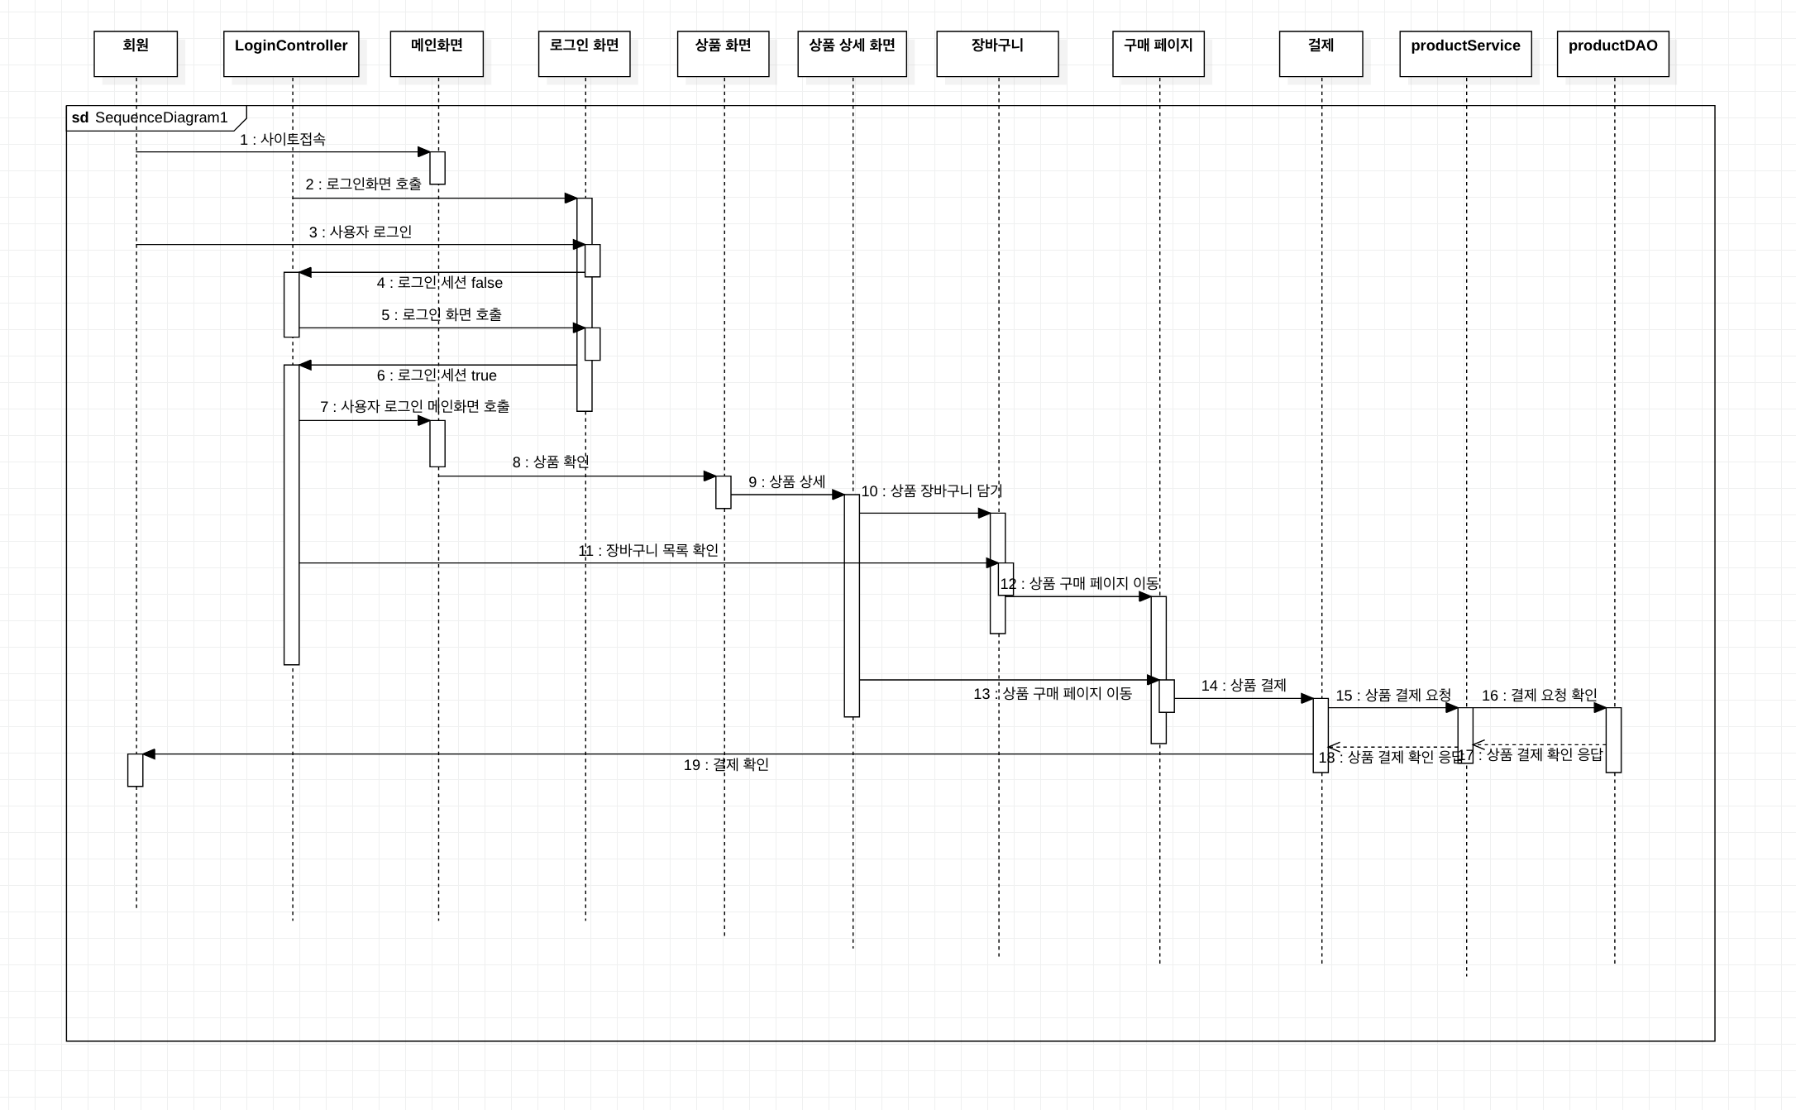 회원
LoginController
메인화면
로그인 화면
상품 화면
상품 상세 화면
장바구니
구매 페이지
걸제
productService
productDAO
sd SequenceDiagram1
1 : 사이트접속
2 : 로그인화면 호출
3 : 사용자 로그인
4 : 로그인 세션 false
5 : 로그인 화면 호출
6 : 로그인 세션 true
7 : 사용자 로그인 메인화면 호출
8 : 상품 확인
9 : 상품 상세
10 : 상품 장바구니 담기
11 : 장바구니 목록 확인
12 : 상품 구매 페이지 이동
13 : 상품 구매 페이지 이동
14 : 상품 결제
15 : 상품 결제 요청
16 : 결제 요청 확인
18 : 상품 결제 확인 응답
17 : 상품 결제 확인 응답
19 : 결제 확인